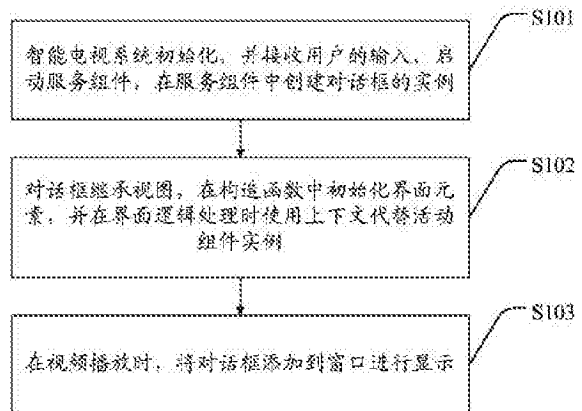 S101
智能电视系统初始化，并接收用户的输入，启
动服务组件，在服务组件中创建对话框的实例
S102
对话框继承视图，在构造函数中初始化界面元
素，并在界面逻辑处理时使用上下文代替活动
组件实例
S103
在视频播放时，将对话框添加到窗口进行显示